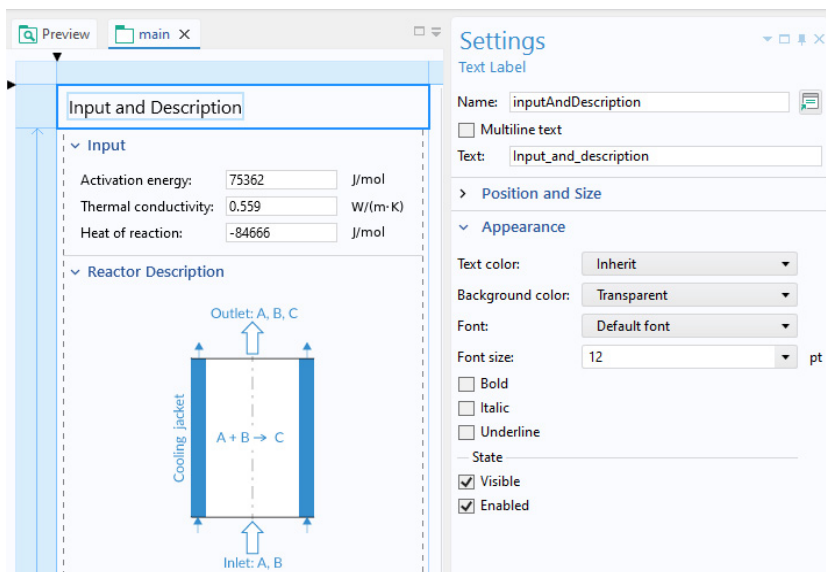 Preview
main
Input and Description
Input
Activation energy: 75362 J/mol
Thermal conductivity: 0.559 W/(m·K)
Heat of reaction: -84666 J/mol
Reactor Description
Outlet: A, B, C
Cooling jacket
A + B → C
Inlet: A, B
Settings
Text Label
Name: inputAndDescription
Multiline text
Text: Input_and_description
Position and Size
Appearance
Text color: Inherit
Background color: Transparent
Font: Default font
Font size: 12 pt
Bold
Italic
Underline
State
Visible
Enabled